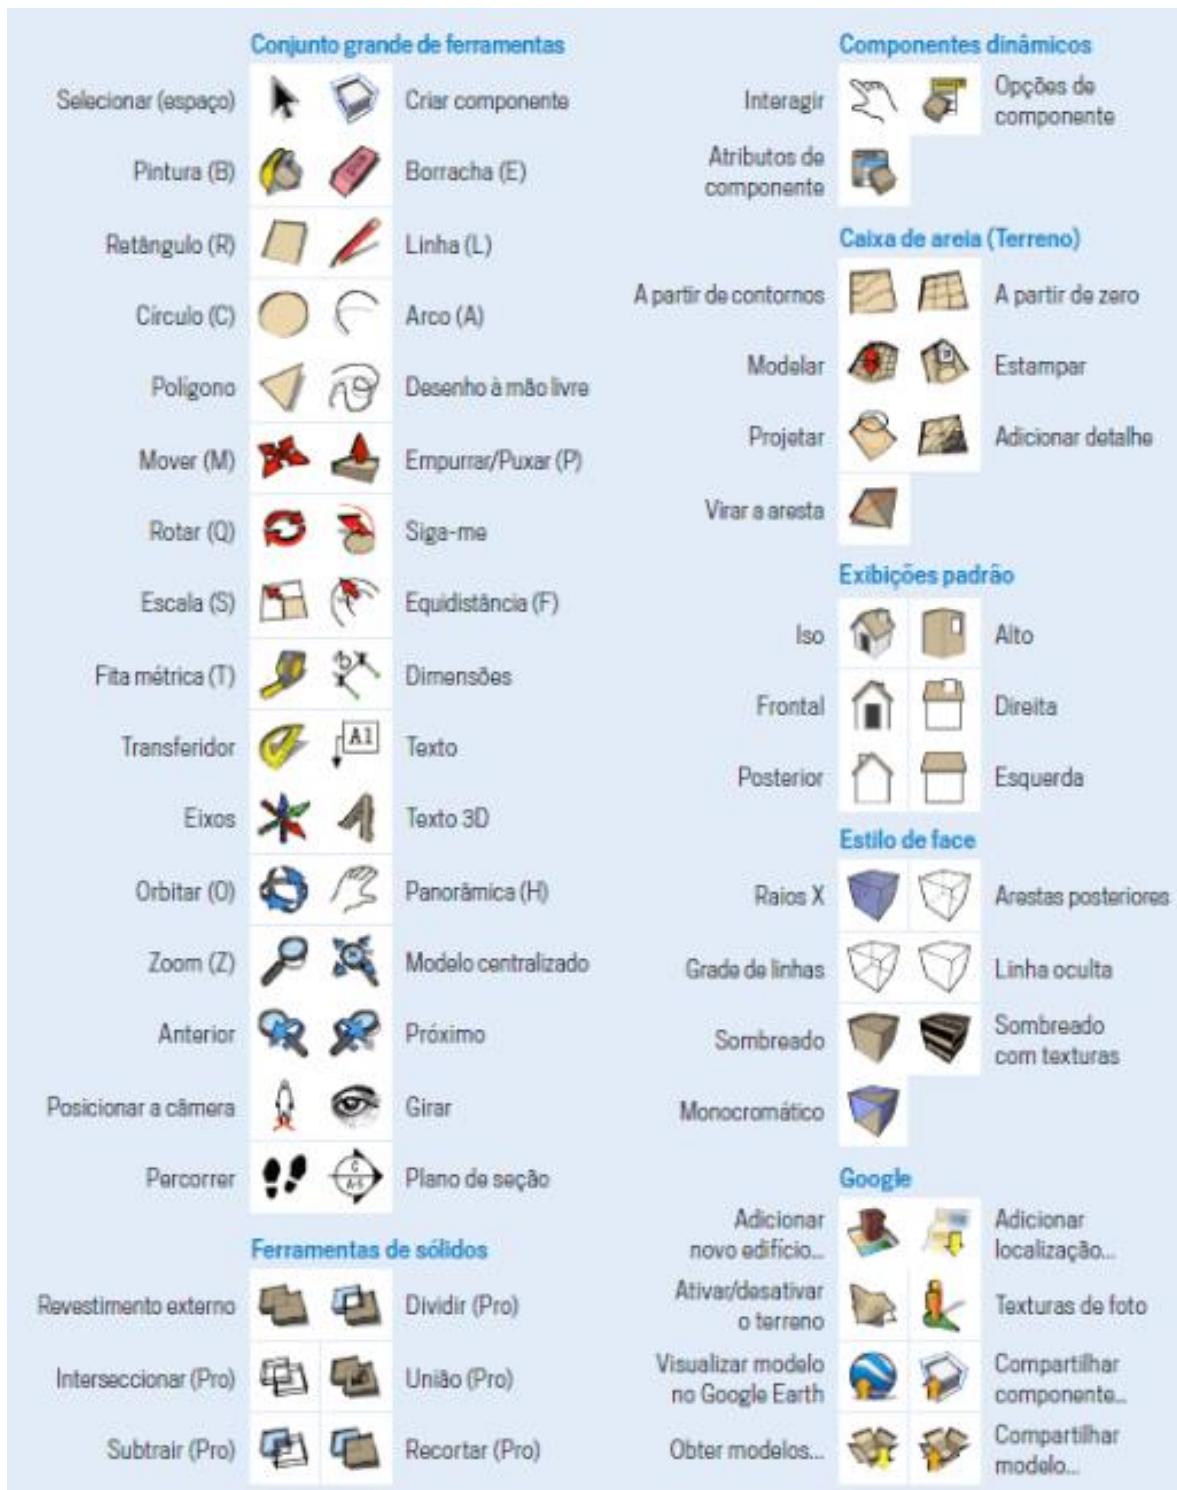 Conjunto grande de ferramentas
Selecionar (espaço)
Criar componente
Pintura (B)
Borracha (E)
Retângulo (R)
Linha (L)
Círculo (C)
Arco (A)
Polígono
Desenho à mão livre
Mover (M)
Empurrar/Puxar (P)
Rotar (Q)
Siga-me
Escala (S)
Equidistância (F)
Fita métrica (T)
Dimensões
Transferidor
A1
Texto
Eixos
Texto 3D
Orbitar (O)
Panorâmica (H)
Zoom (Z)
Modelo centralizado
Anterior
Próximo
Posicionar a câmera
Girar
Percorrer
C
A-5
Plano de seção
Ferramentas de sólidos
Revestimento externo
Dividir (Pro)
Interseccionar (Pro)
União (Pro)
Subtrair (Pro)
Recortar (Pro)
Componentes dinâmicos
Interagir
Opções de
componente
Atributos de
componente
Caixa de areia (Terreno)
A partir de contornos
A partir de zero
Modelar
Estampar
Projetar
Adicionar detalhe
Virar a aresta
Exibições padrão
Iso
Alto
Frontal
Direita
Posterior
Esquerda
Estilo de face
Raios X
Arestas posteriores
Grade de linhas
Linha oculta
Sombreado
Sombreado
com texturas
Monocromático
Google
Adicionar
novo edifício...
Adicionar
localização...
Ativar/desativar
o terreno
Texturas de foto
Visualizar modelo
no Google Earth
Compartilhar
componente...
Obter modelos...
Compartilhar
modelo...